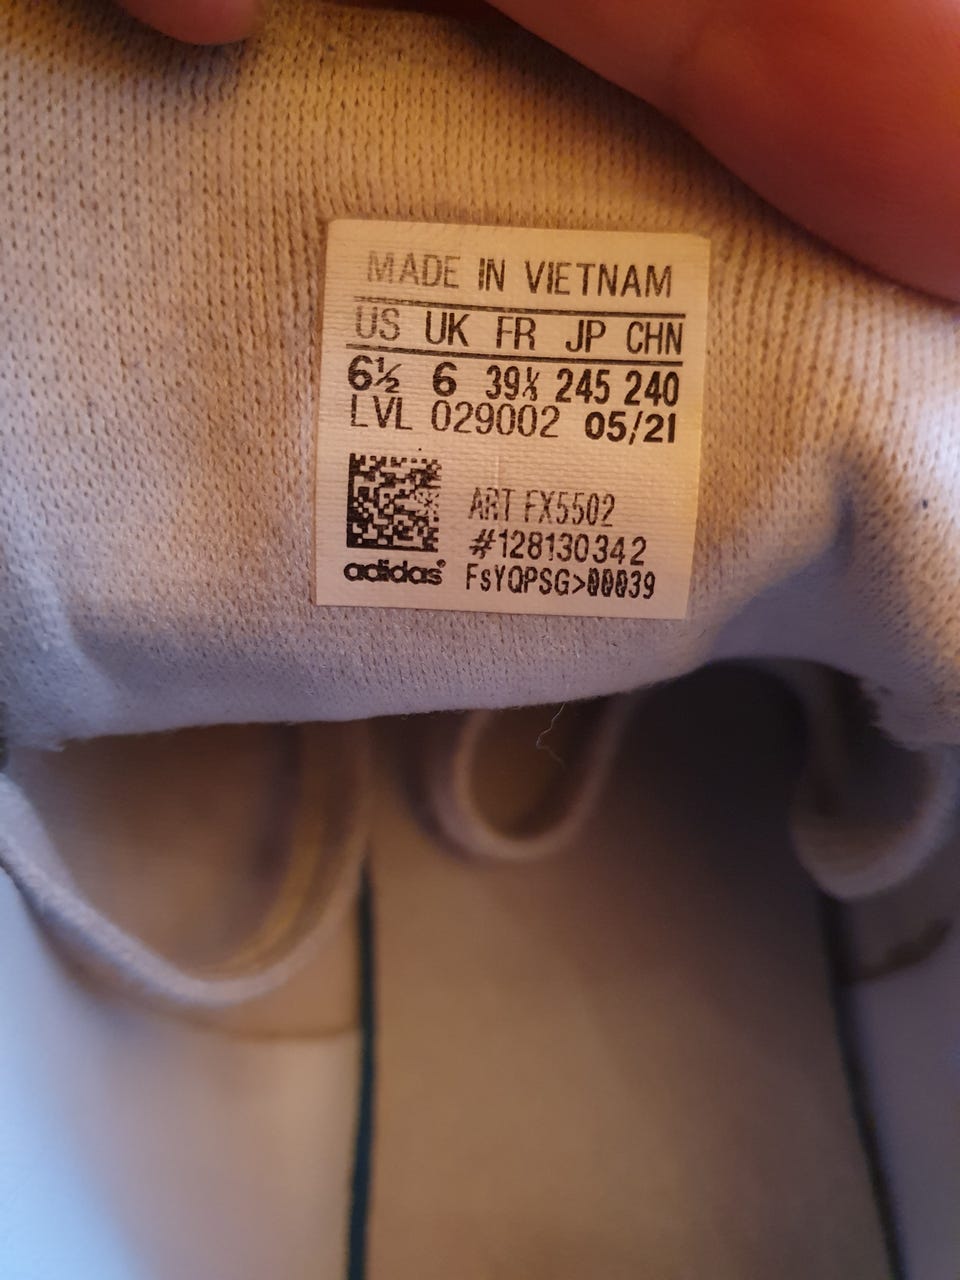 MADE IN VIETNAM
US UK FR JP CHN
6½ 6 39⅓ 245 240
LVL 029002 05/21
ART FX5502
#128130342
adidas® FsYQPSG>00039